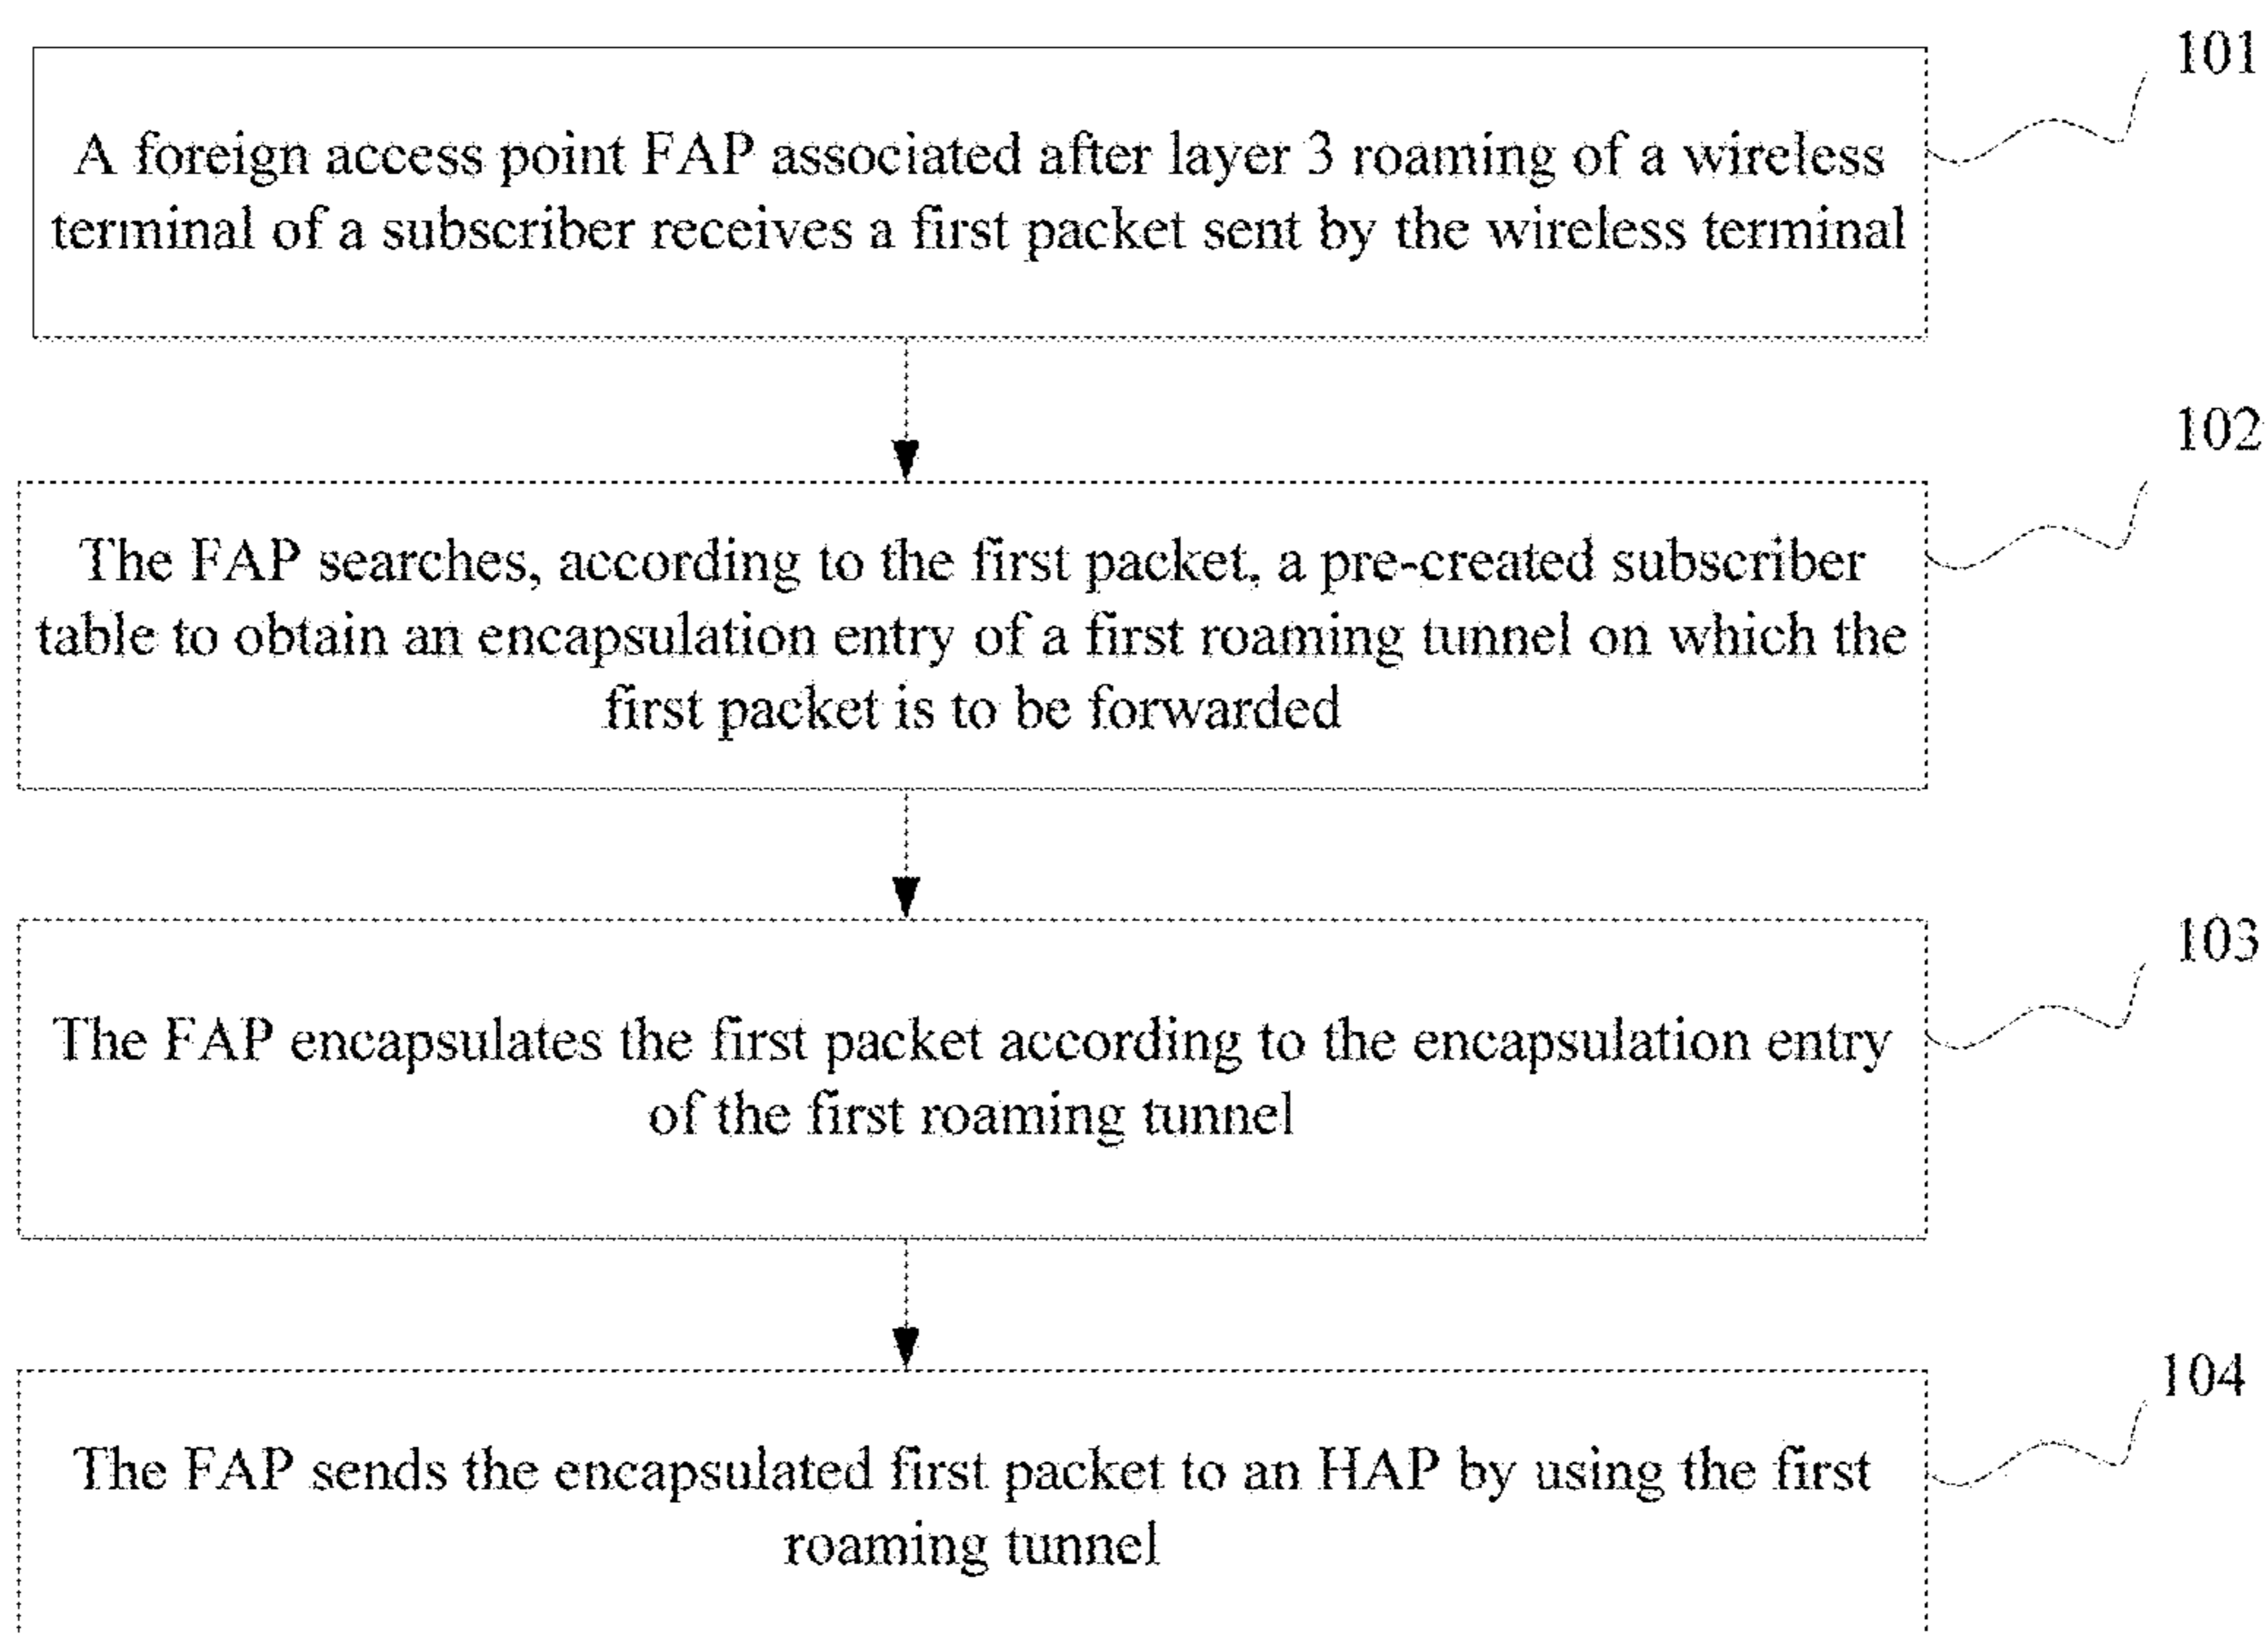 101
A foreign access point FAP associated after layer 3 roaming of a wireless
terminal of a subscriber receives a first packet sent by the wireless terminal
102
The FAP searches, according to the first packet, a pre-created subscriber
table to obtain an encapsulation entry of a first roaming tunnel on which the
first packet is to be forwarded
103
The FAP encapsulates the first packet according to the encapsulation entry
of the first roaming tunnel
104
The FAP sends the encapsulated first packet to an HAP by using the first
roaming tunnel